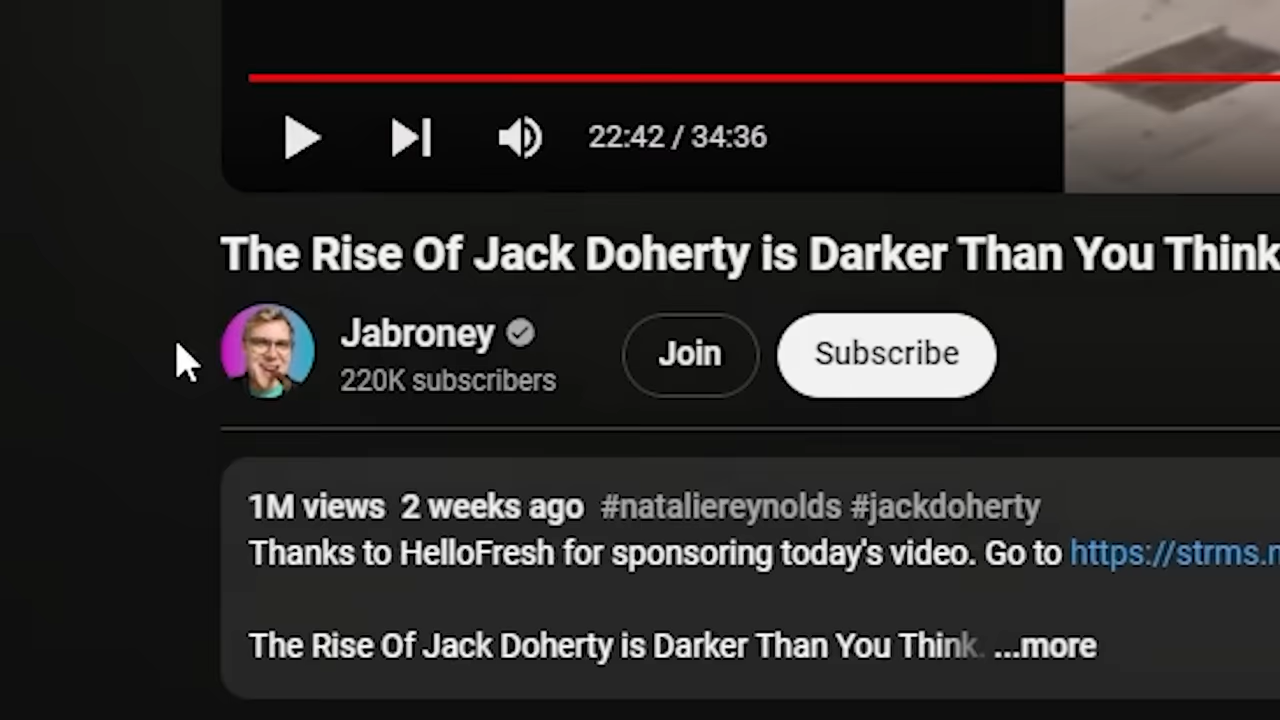 22:42 / 34:36
The Rise Of Jack Doherty is Darker Than You Think
Jabroney
220K subscribers
Join
Subscribe
1M views 2 weeks ago #nataliereynolds #jackdoherty
Thanks to HelloFresh for sponsoring today's video. Go to https://strms.n
The Rise Of Jack Doherty is Darker Than You Think. ...more